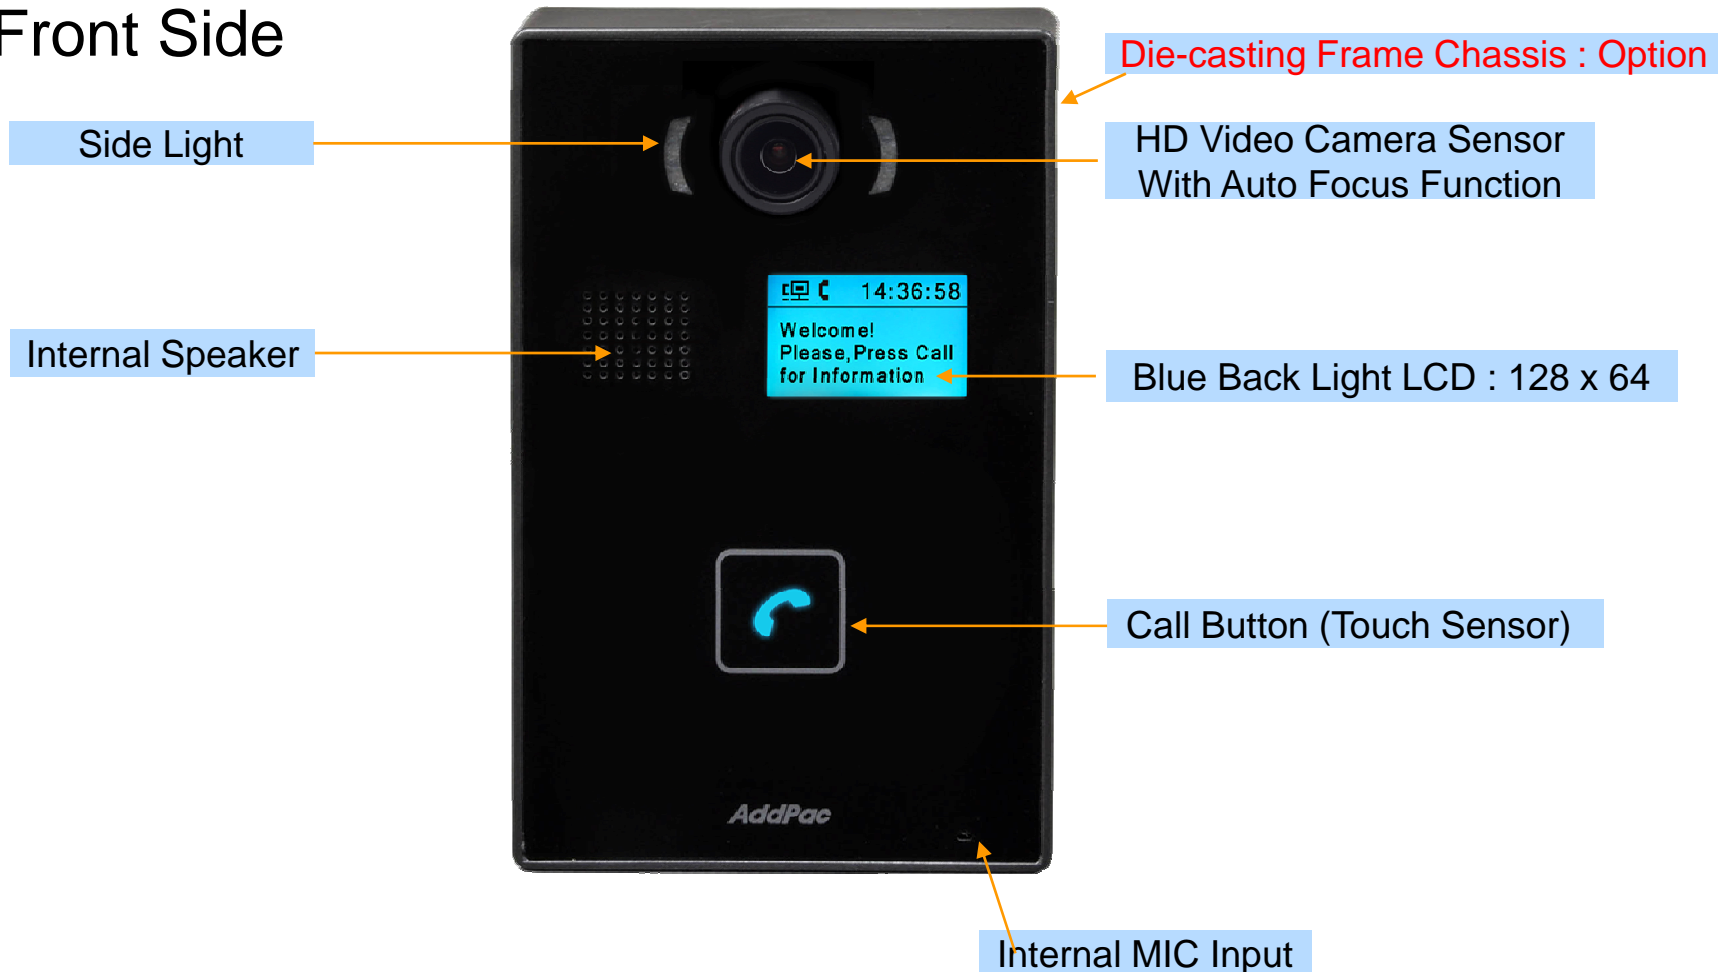 Front Side
Die-casting Frame Chassis : Option
Side Light
HD Video Camera Sensor
With Auto Focus Function
14:36:58
Welcome!
Please,Press Call
for Information
Internal Speaker
Blue Back Light LCD : 128 x 64
Call Button (Touch Sensor)
AddPac
Internal MIC Input